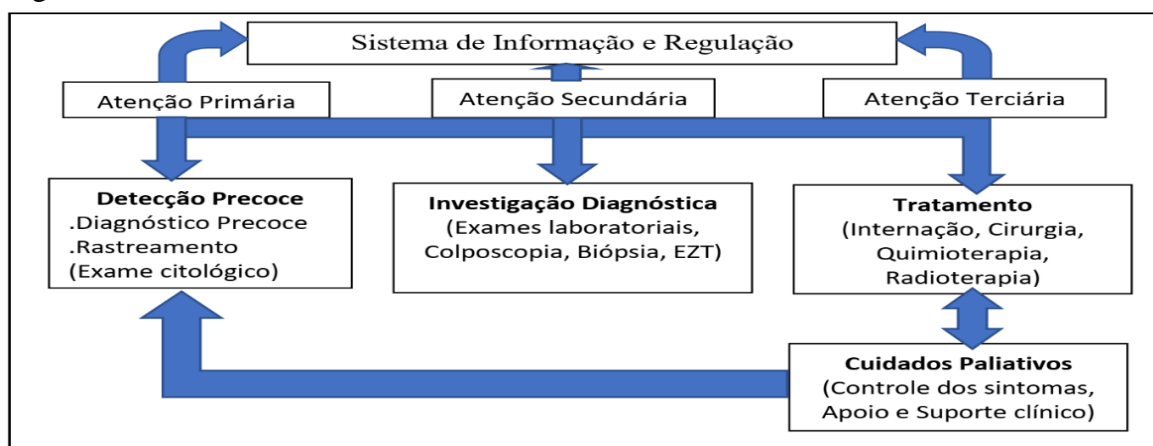 Sistema de Informação e Regulação
Atenção Primária
Atenção Secundária
Atenção Terciária
Detecção Precoce
.Diagnóstico Precoce
.Rastreamento
(Exame citológico)
Investigação Diagnóstica
(Exames laboratoriais,
Colposcopia, Biópsia, EZT)
Tratamento
(Internação, Cirurgia,
Quimioterapia,
Radioterapia)
Cuidados Paliativos
(Controle dos sintomas,
Apoio e Suporte clínico)